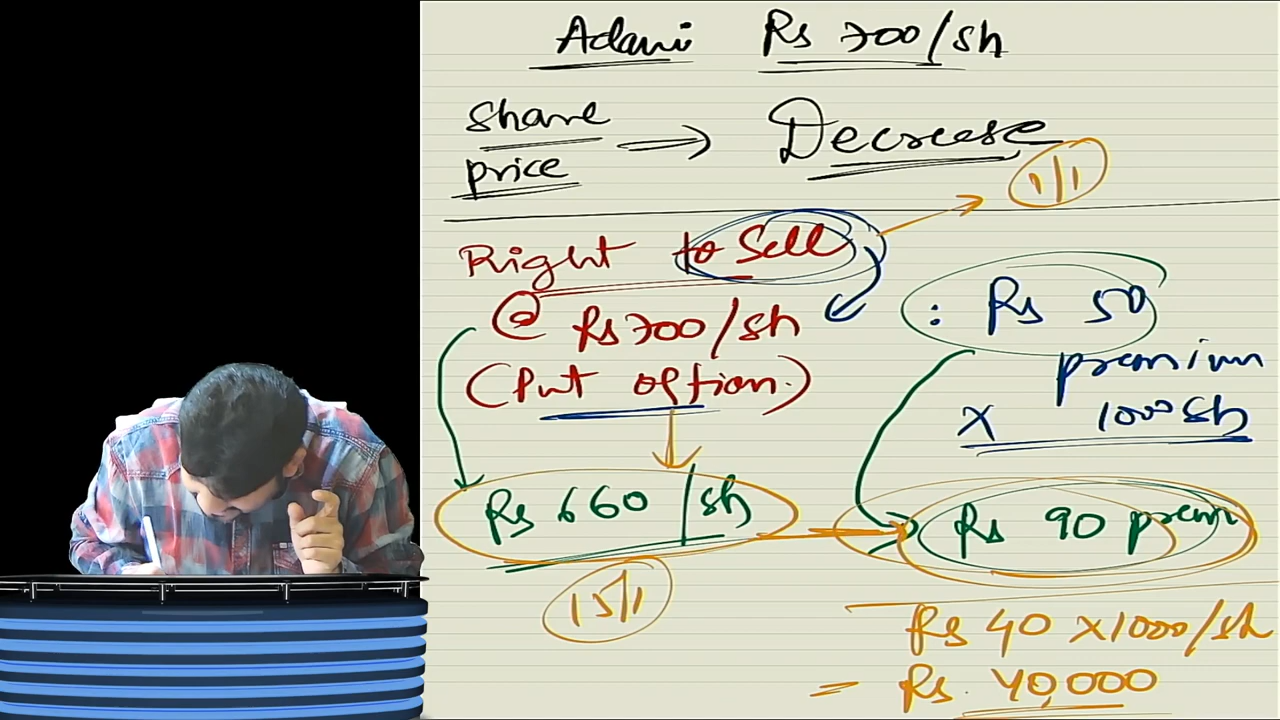 Adani Rs 700/sh
Share price ⇒ Decrease
1/1
Right to Sell
@ Rs 700/sh
(Put option.)
: Rs 50
premium
x 1000 sh
Rs 660/sh
Rs 90 prem
15/1
Rs 40 x 1000/sh
= Rs. 40,000